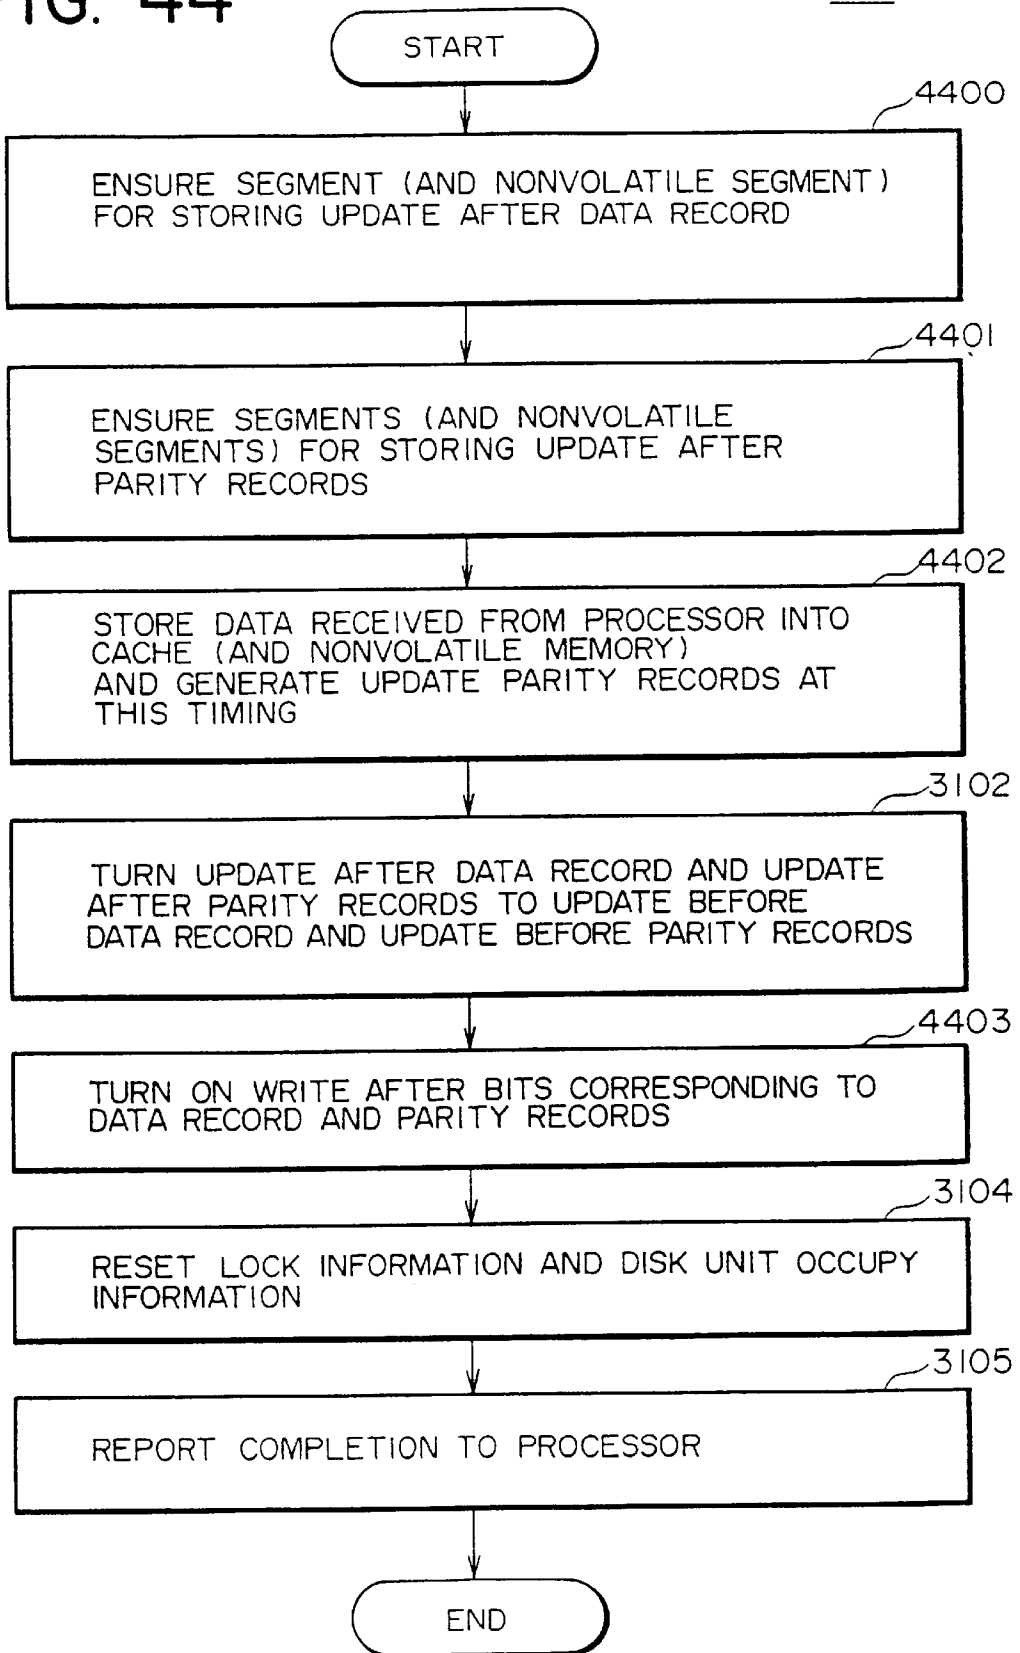 FIG. 44
START
4400
ENSURE SEGMENT (AND NONVOLATILE SEGMENT)
FOR STORING UPDATE AFTER DATA RECORD
4401
ENSURE SEGMENTS (AND NONVOLATILE
SEGMENTS) FOR STORING UPDATE AFTER
PARITY RECORDS
4402
STORE DATA RECEIVED FROM PROCESSOR INTO
CACHE (AND NONVOLATILE MEMORY)
AND GENERATE UPDATE PARITY RECORDS AT
THIS TIMING
3102
TURN UPDATE AFTER DATA RECORD AND UPDATE
AFTER PARITY RECORDS TO UPDATE BEFORE
DATA RECORD AND UPDATE BEFORE PARITY RECORDS
4403
TURN ON WRITE AFTER BITS CORRESPONDING TO
DATA RECORD AND PARITY RECORDS
3104
RESET LOCK INFORMATION AND DISK UNIT OCCUPY
INFORMATION
3105
REPORT COMPLETION TO PROCESSOR
END